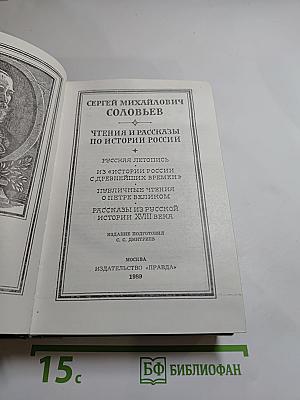 СЕРГЕЙ МИХАЙЛОВИЧ
СОЛОВЬЕВ
ЧТЕНИЯ И РАССКАЗЫ
ПО ИСТОРИИ РОССИИ
РУССКАЯ ЛЕТОПИСЬ
ИЗ «ИСТОРИИ РОССИИ
С ДРЕВНЕЙШИХ ВРЕМЕН»
ПУБЛИЧНЫЕ ЧТЕНИЯ
О ПЕТРЕ ВЕЛИКОМ
РАССКАЗЫ ИЗ РУССКОЙ
ИСТОРИИ XVIII ВЕКА
ИЗДАНИЕ ПОДГОТОВИЛ
С. С. ДМИТРИЕВ
МОСКВА
ИЗДАТЕЛЬСТВО «ПРАВДА»
1989
15 с
БФ БИБЛИОФАН